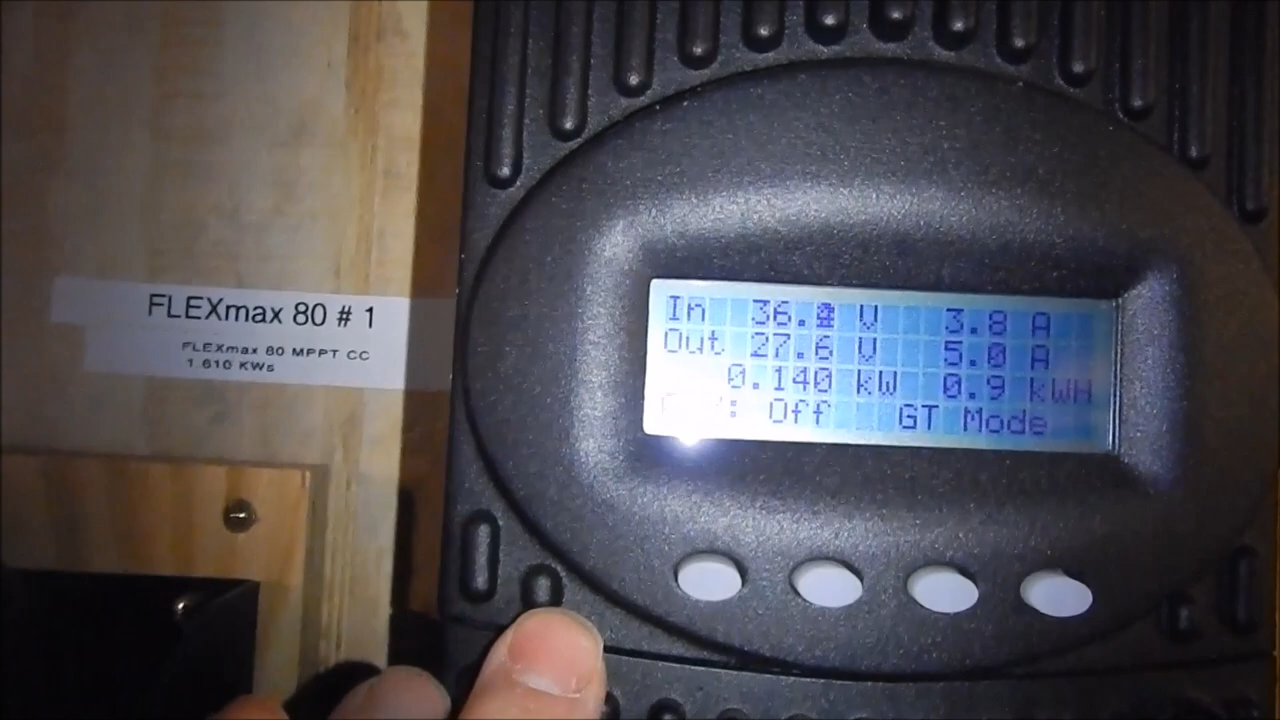 FLEXmax 80 # 1
FLEXmax 80 MPPT CC
1.610 KWs
In V 3.8 A
Out 27.6 V 5.0 A
0.140 kW 0.9 kWH
Off GT Mode